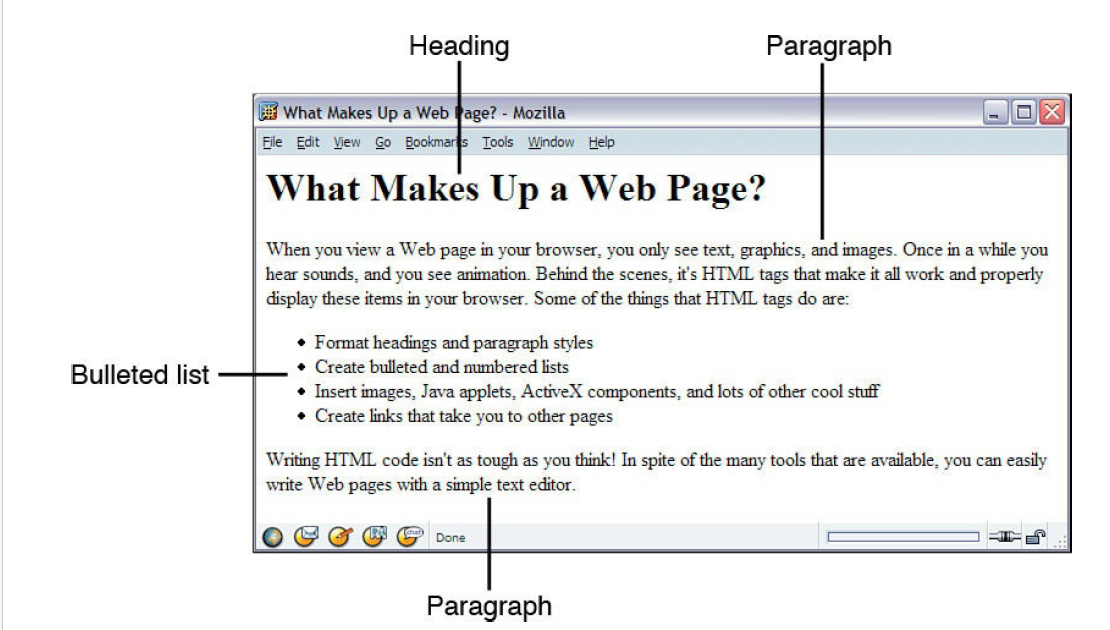 Heading
Paragraph
What Makes Up a Web Page? - Mozilla
File Edit View Go Bookmarks Tools Window Help
What Makes Up a Web Page?
When you view a Web page in your browser, you only see text, graphics, and images. Once in a while you
hear sounds, and you see animation. Behind the scenes, it's HTML tags that make it all work and properly
display these items in your browser. Some of the things that HTML tags do are:
• Format headings and paragraph styles
Bulleted list
• Create bulleted and numbered lists
• Insert images, Java applets, ActiveX components, and lots of other cool stuff
• Create links that take you to other pages
Writing HTML code isn't as tough as you think! In spite of the many tools that are available, you can easily
write Web pages with a simple text editor.
Done
Paragraph